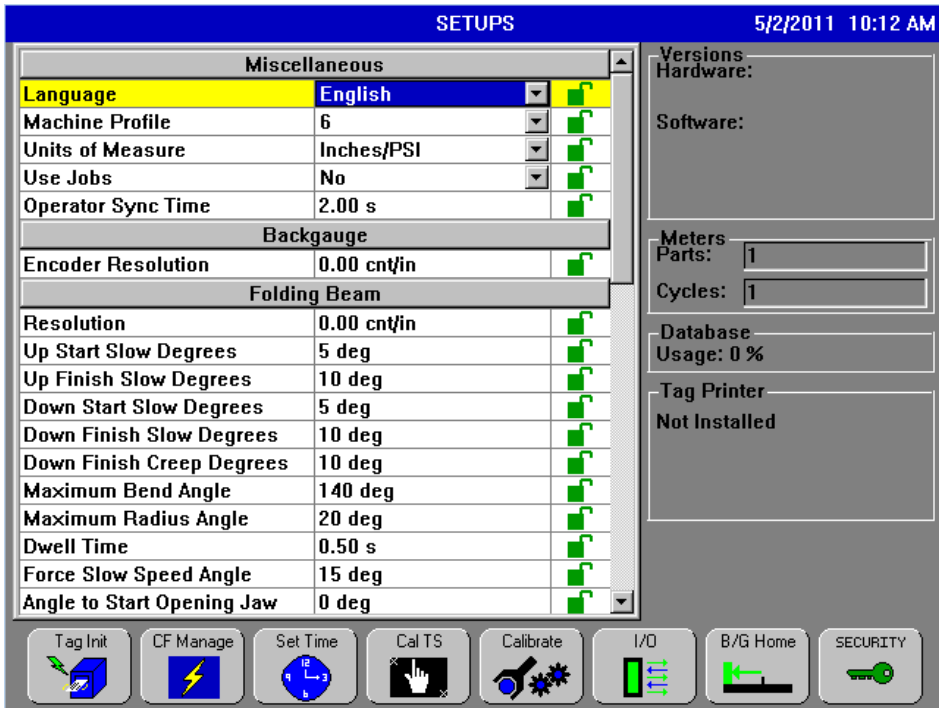 SETUPS 5/2/2011 10:12 AM
Miscellaneous
Language English
Machine Profile 6
Units of Measure Inches/PSI
Use Jobs No
Operator Sync Time 2.00 s
Backgauge
Encoder Resolution 0.00 cnt/in
Folding Beam
Resolution 0.00 cnt/in
Up Start Slow Degrees 5 deg
Up Finish Slow Degrees 10 deg
Down Start Slow Degrees 5 deg
Down Finish Slow Degrees 10 deg
Down Finish Creep Degrees 10 deg
Maximum Bend Angle 140 deg
Maximum Radius Angle 20 deg
Dwell Time 0.50 s
Force Slow Speed Angle 15 deg
Angle to Start Opening Jaw 0 deg
Versions
Hardware:
Software:
Meters
Parts: 1
Cycles: 1
Database
Usage: 0 %
Tag Printer
Not Installed
Tag Init CF Manage Set Time Cal TS Calibrate I/O B/G Home SECURITY
12
9 3
6